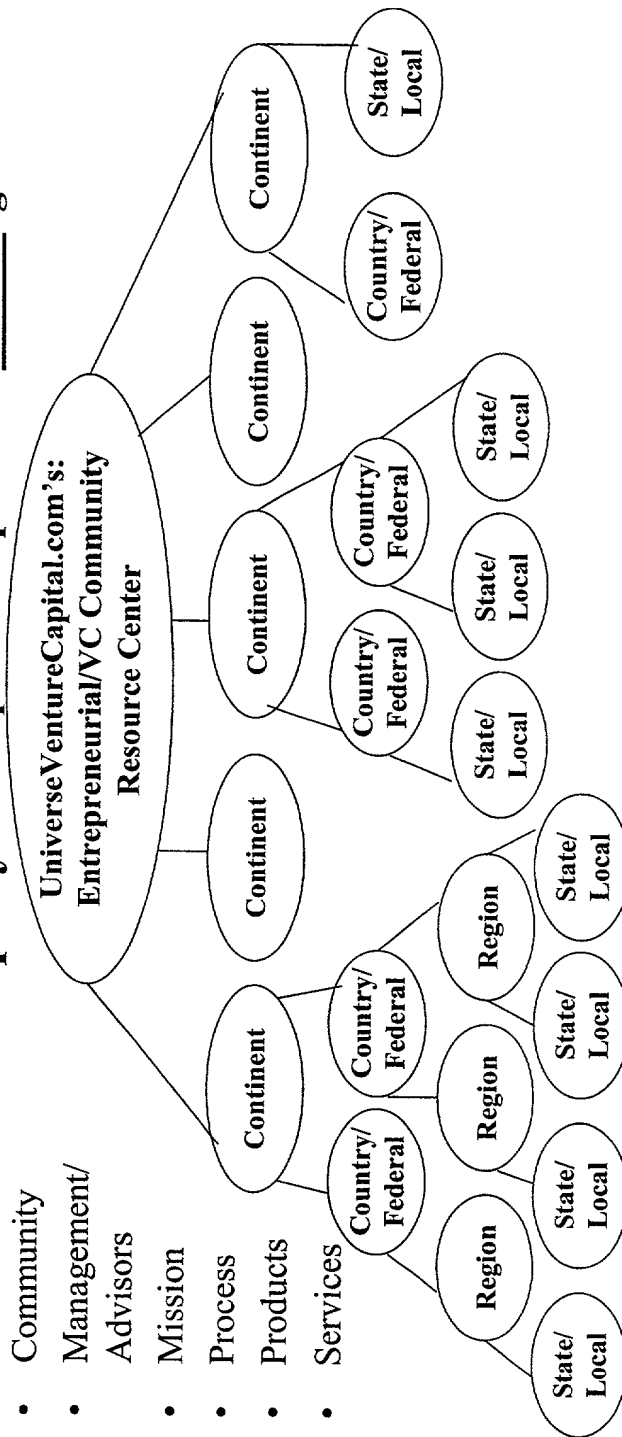 • Community
• Management/
Advisors
• Mission
• Process
• Products
• Services
UniverseVentureCapital.com's:
Entrepreneurial/VC Community
Resource Center
Continent
Continent
Continent
Continent
Continent
Country/
Federal
Country/
Federal
Country/
Federal
Country/
Federal
Country/
Federal
State/
Local
Region
Region
Region
State/
Local
State/
Local
State/
Local
State/
Local
State/
Local
State/
Local
State/
Local